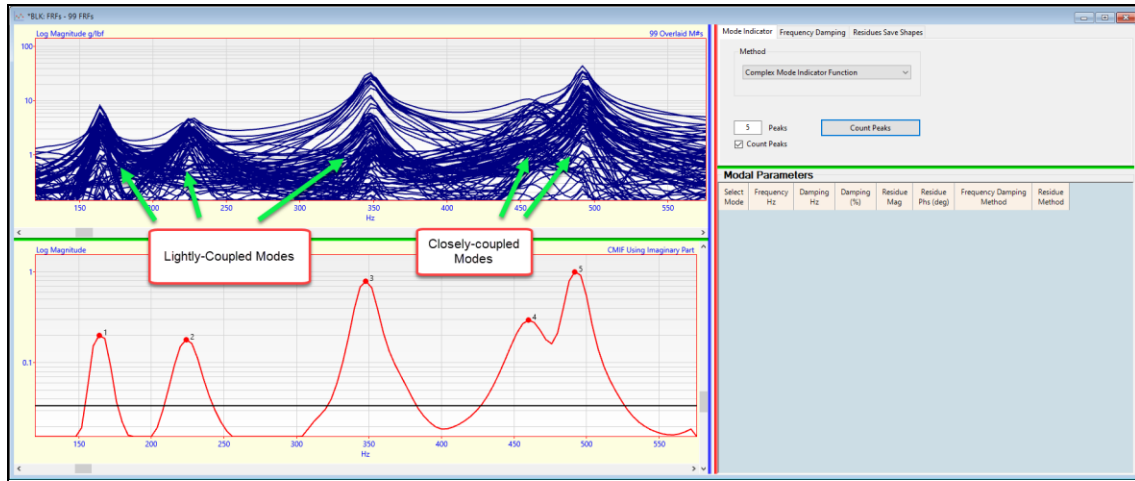 *BLK: FRFs - 99 FRFs
Log Magnitude g/lbf
99 Overlaid M#s
100
10
1
150
200
250
300
350
400
450
500
550
Hz
Lightly-Coupled Modes
Closely-coupled
Modes
Log Magnitude
CMIF Using Imaginary Part
1
0.1
1
2
3
4
5
150
200
250
300
350
400
450
500
550
Hz
Mode Indicator
Frequency Damping
Residues Save Shapes
Method
Complex Mode Indicator Function
5 Peaks
Count Peaks
Count Peaks
Modal Parameters
Select Frequency Damping Damping Residue Residue Frequency Damping Residue
Mode Hz Hz (%) Mag Phs (deg) Method Method